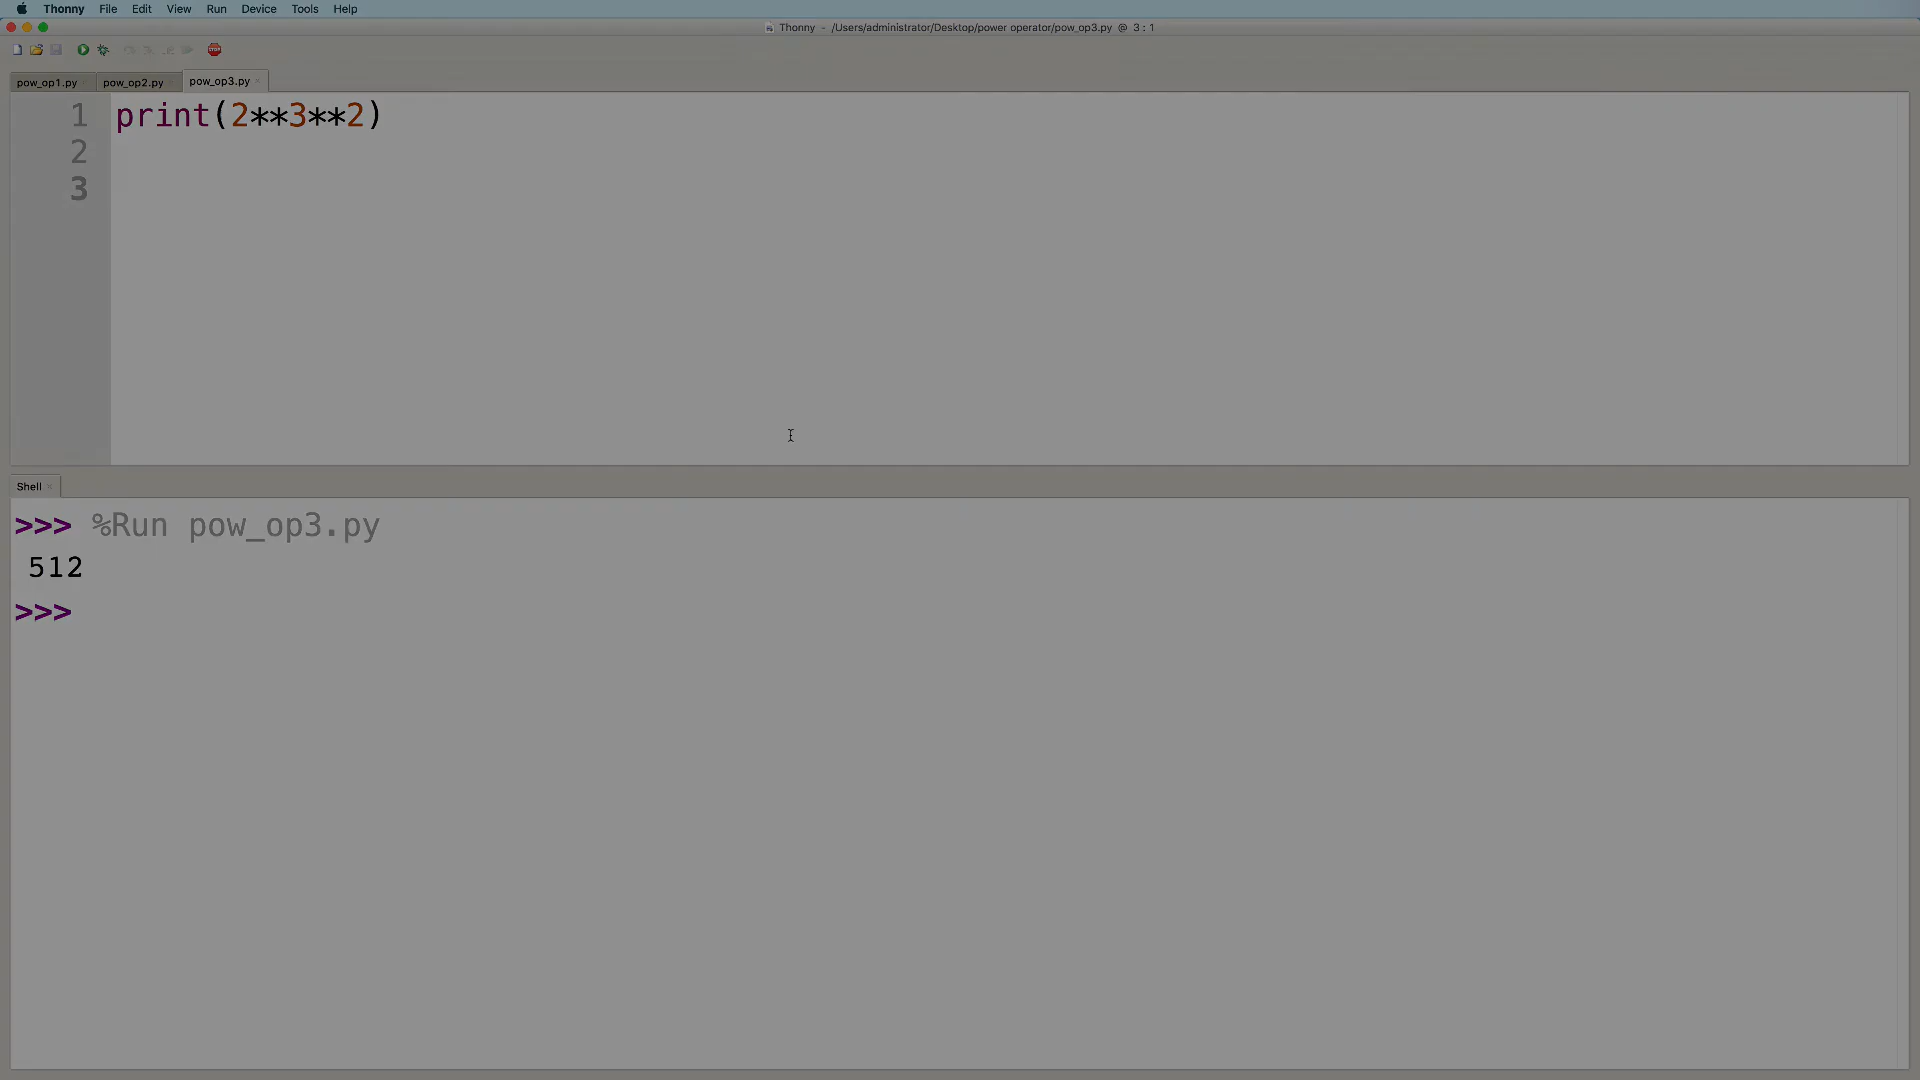 Thonny File Edit View Run Device Tools Help
Thonny - /Users/administrator/Desktop/power operator/pow_op3.py @ 3 : 1
STOP
pow_op1.py pow_op2.py pow_op3.py
1 print(2**3**2)
2
3
Shell
>>> %Run pow_op3.py
512
>>>